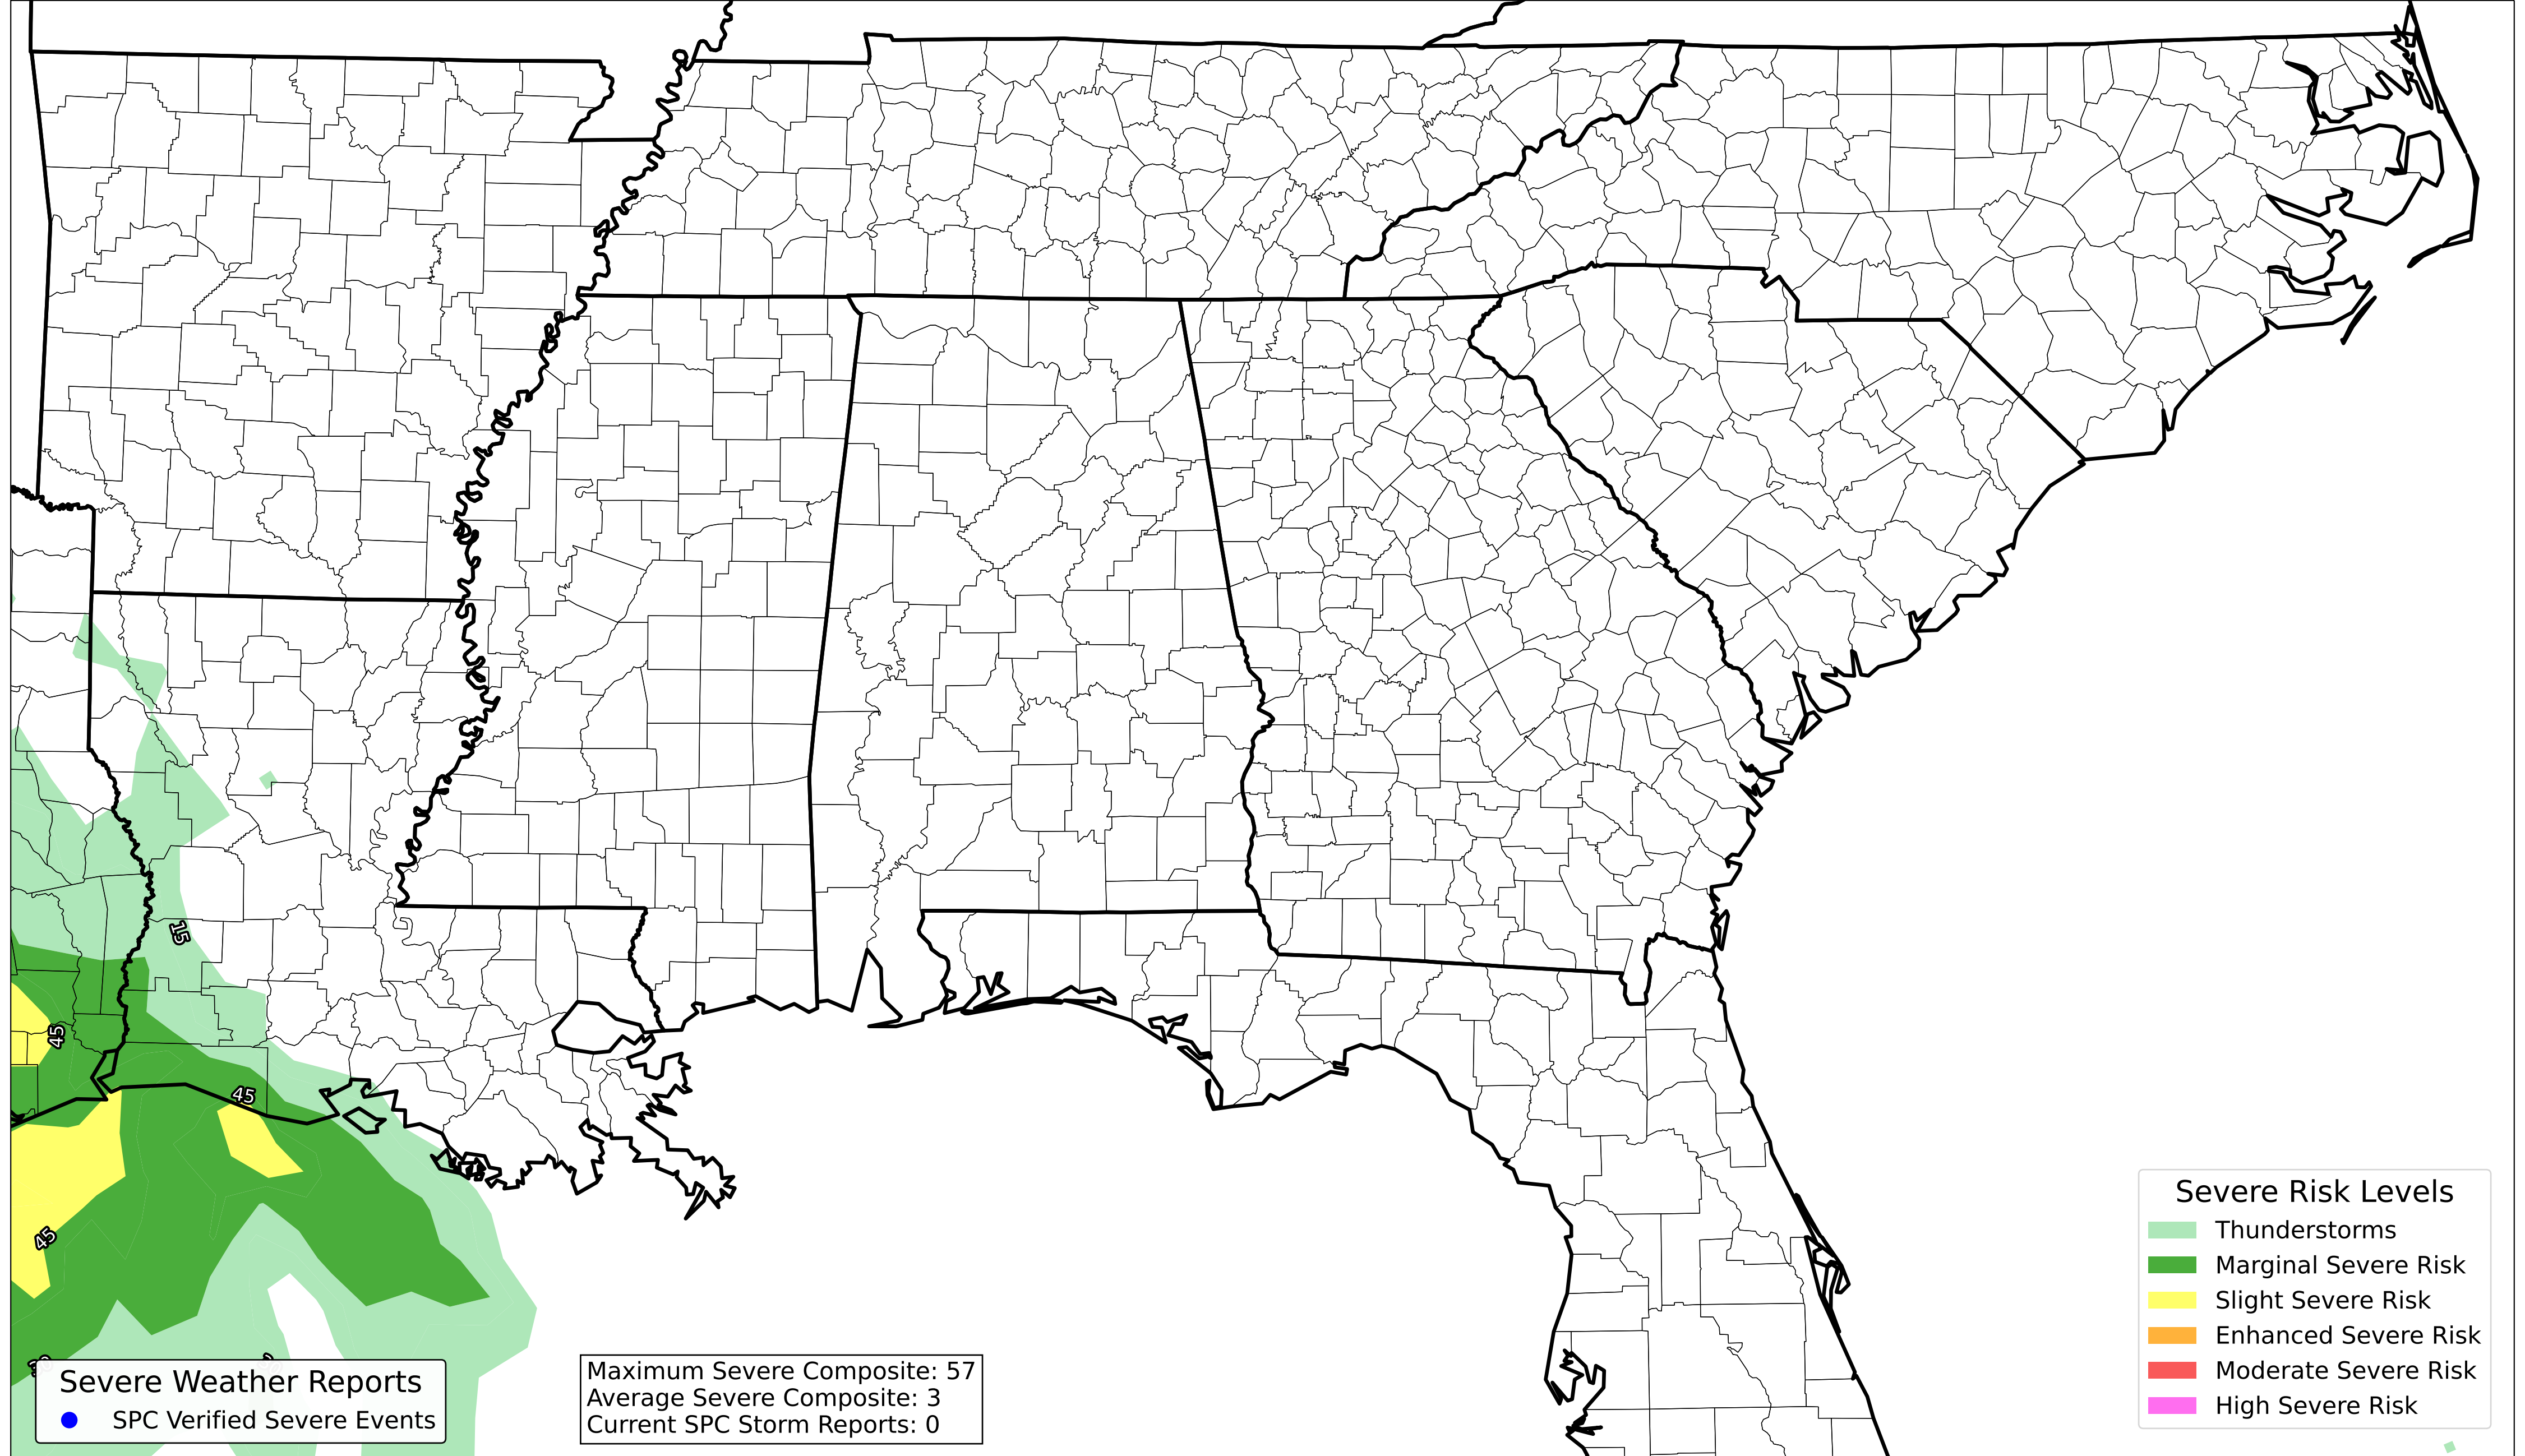 15
45
45
45
Severe Weather Reports
SPC Verified Severe Events
Maximum Severe Composite: 57
Average Severe Composite: 3
Current SPC Storm Reports: 0
Severe Risk Levels
Thunderstorms
Marginal Severe Risk
Slight Severe Risk
Enhanced Severe Risk
Moderate Severe Risk
High Severe Risk